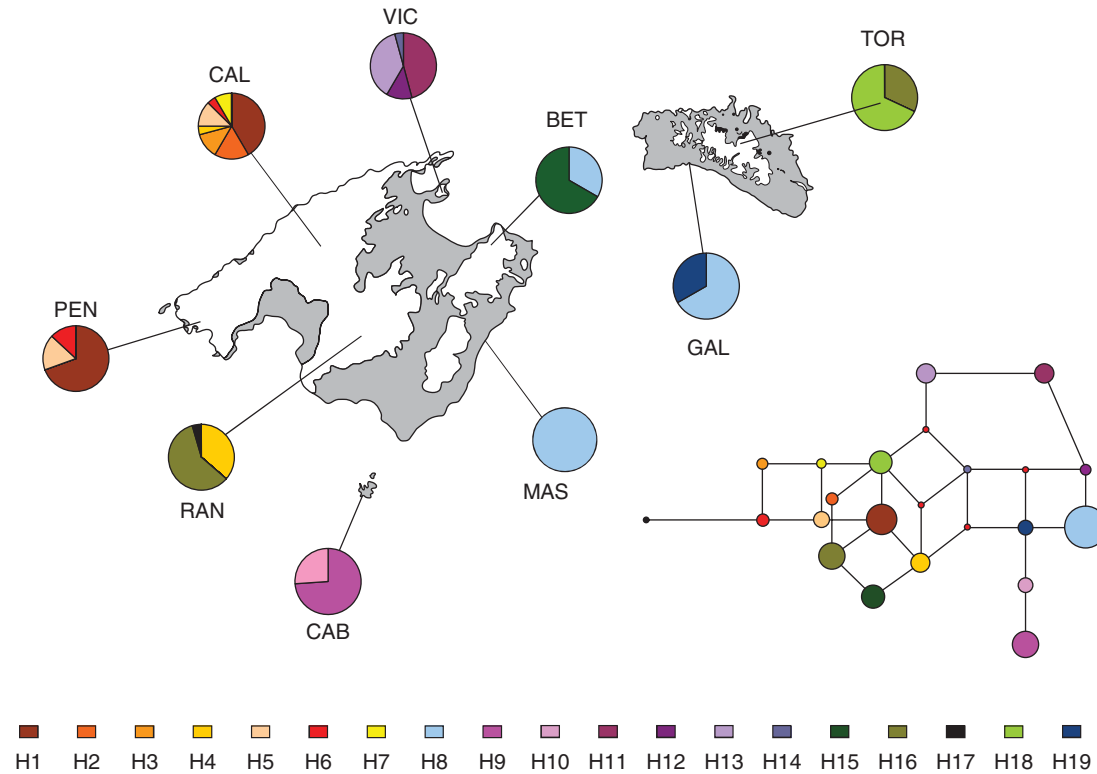 VIC
TOR
CAL
BET
PEN
GAL
MAS
RAN
CAB
H1 H2 H3 H4 H5 H6 H7 H8 H9 H10 H11 H12 H13 H14 H15 H16 H17 H18 H19